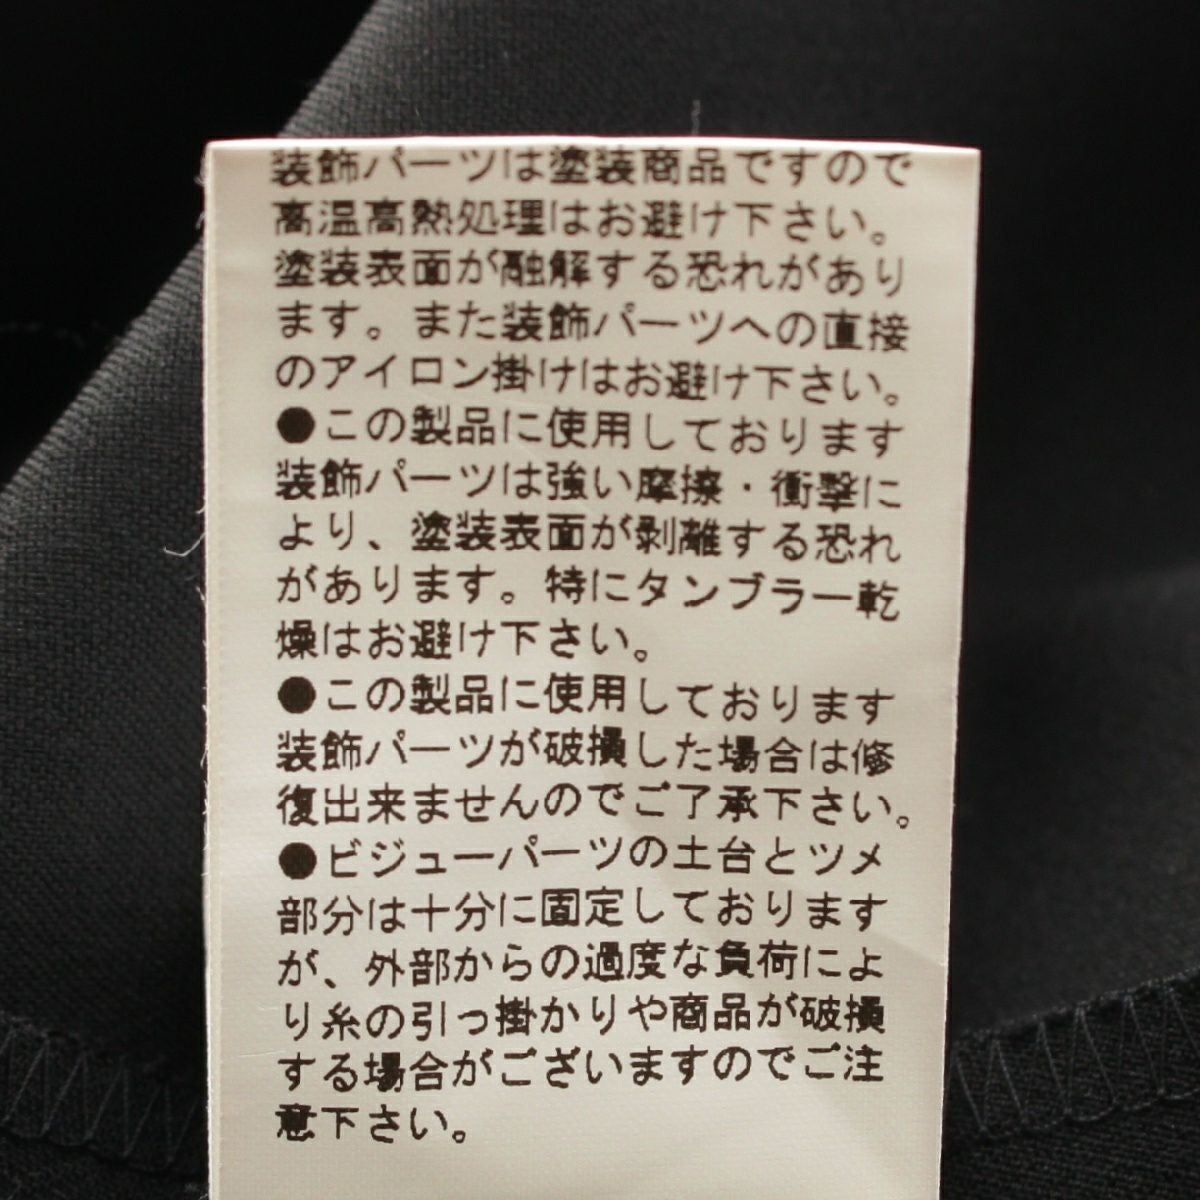 装飾パーツは塗装商品ですので
高温高熱処理はお避け下さい。
塗装表面が融解する恐れがあり
ます。また装飾パーツへの直接
のアイロン掛けはお避け下さい。
●この製品に使用しております
装飾パーツは強い摩擦・衝撃に
より、塗装表面が剥離する恐れ
があります。特にタンブラー乾
燥はお避け下さい。
●この製品に使用しております
装飾パーツが破損した場合は修
復出来ませんのでご了承下さい。
●ビジューパーツの土台とツメ
部分は十分に固定しております
が、外部からの過度な負荷によ
り糸の引っ掛かりや商品が破損
する場合がございますのでご注
意下さい。